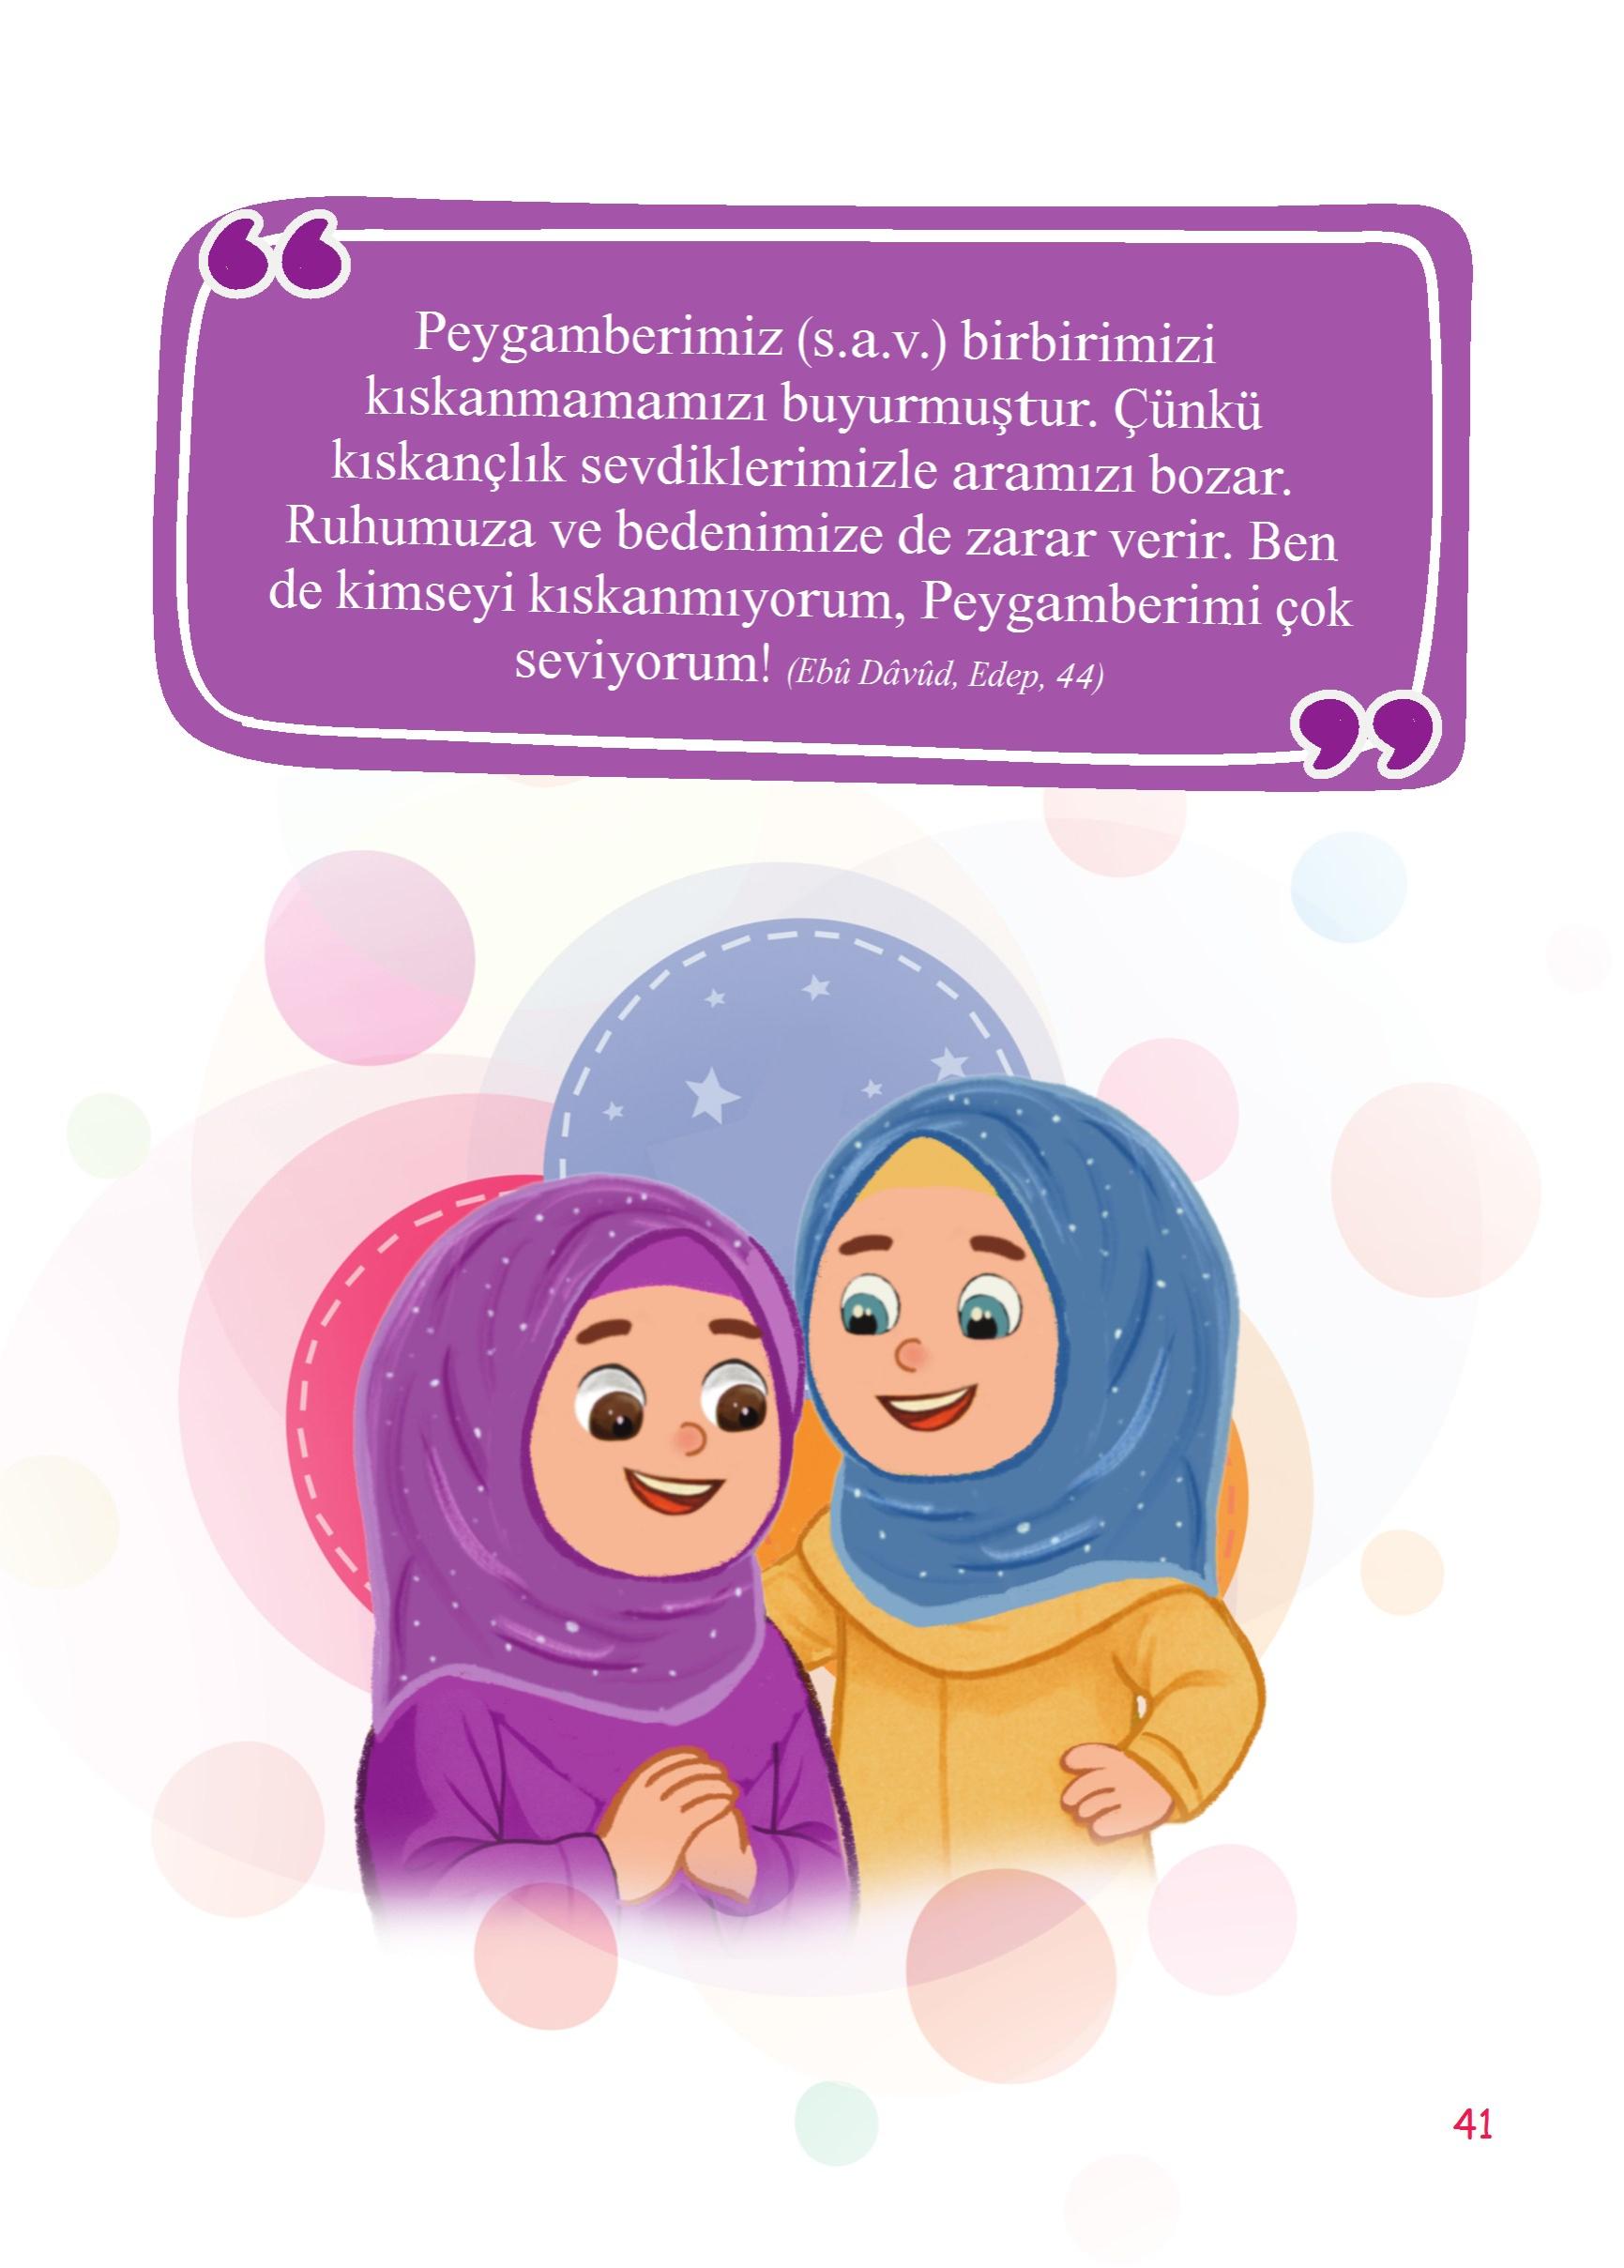 Peygamberimiz (s.a.v.) birbirimizi
kıskanmamamızı buyurmuştur. Çünkü
kıskançlık sevdiklerimizle aramızı bozar.
Ruhumuza ve bedenimize de zarar verir. Ben
de kimseyi kıskanmıyorum, Peygamberimi çok
seviyorum! (Ebû Dâvûd, Edep, 44)
41